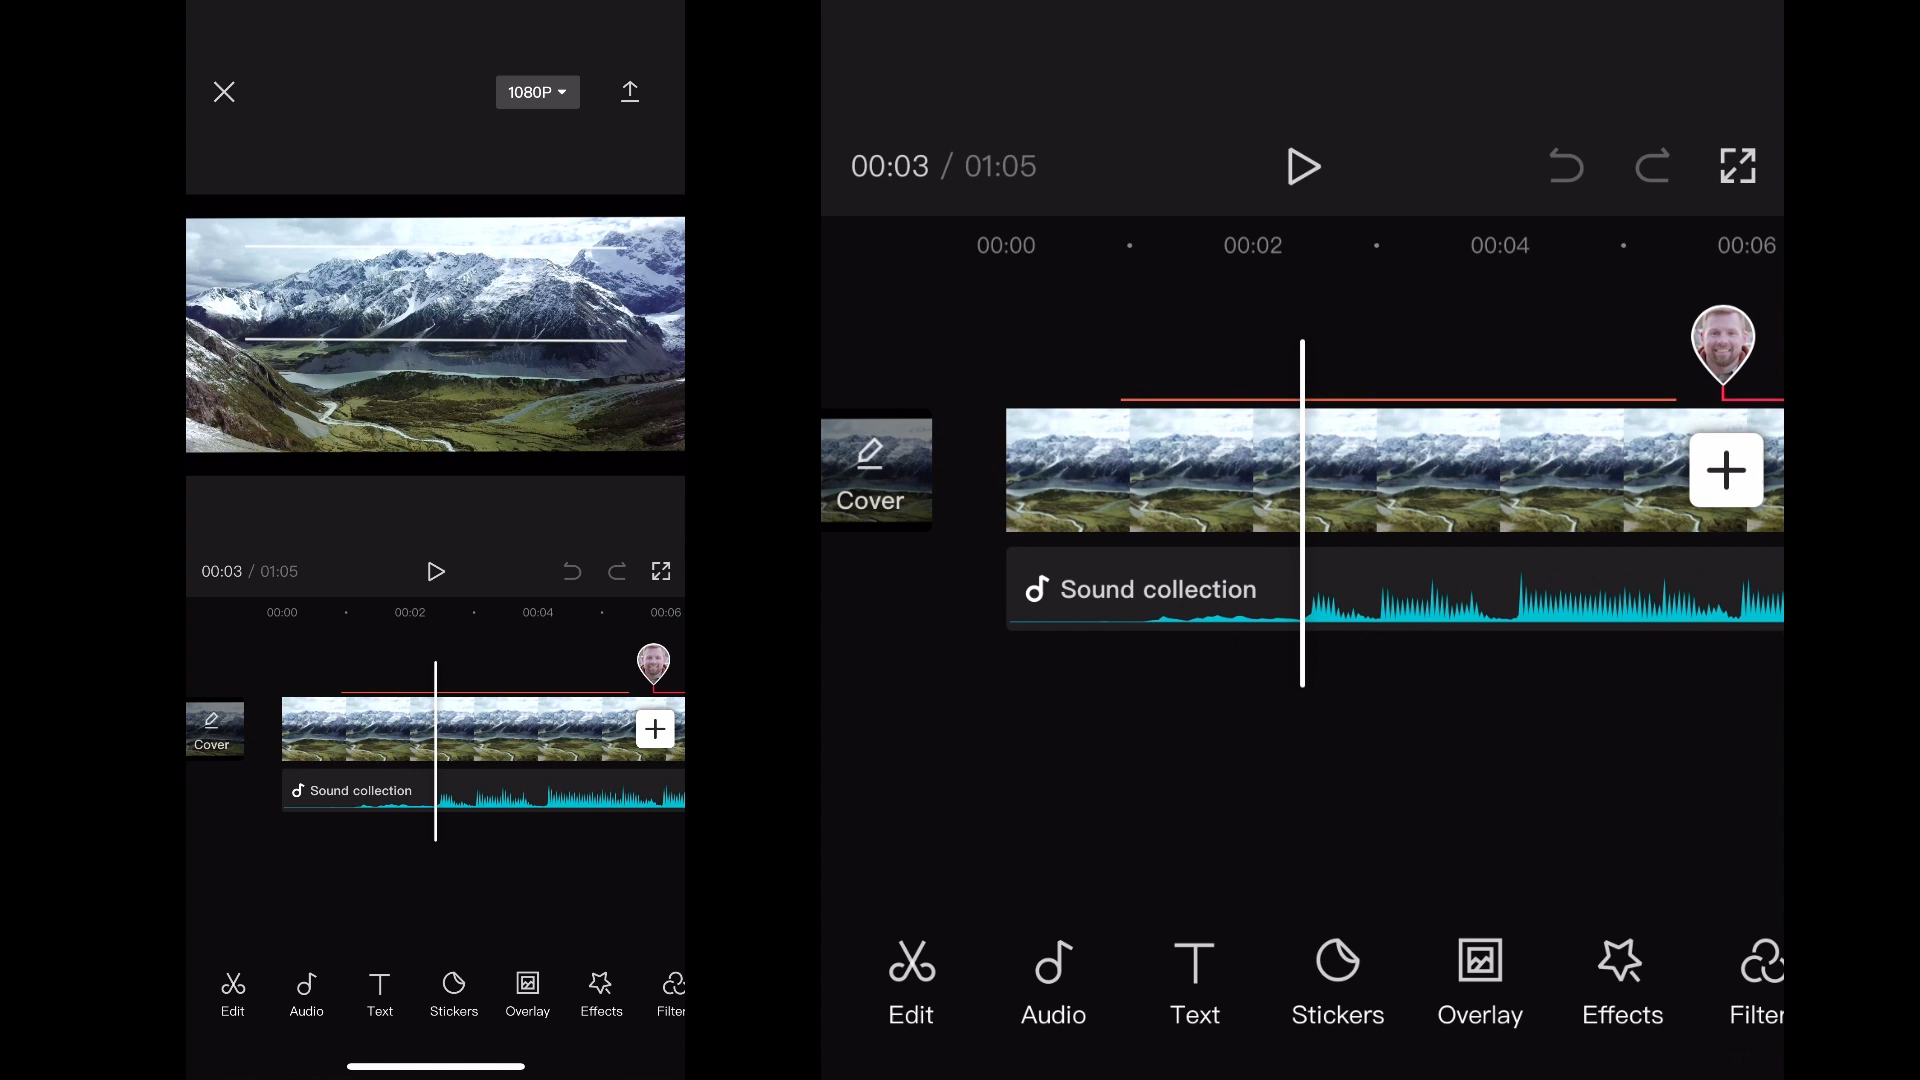 1080P
00:03 / 01:05
00:00 00:02 00:04 00:06
Cover
Sound collection
Edit Audio Text Stickers Overlay Effects Filter
00:03 / 01:05
00:00 00:02 00:04 00:06
Cover
Sound collection
Edit Audio Text Stickers Overlay Effects Filter